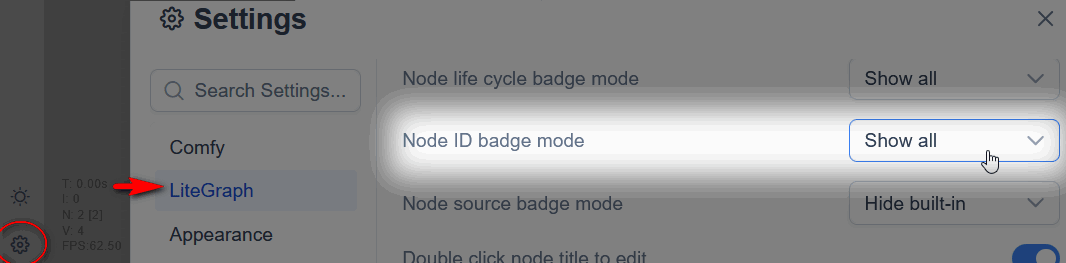 Settings
Search Settings...
Comfy
LiteGraph
Appearance
Node life cycle badge mode
Show all
Node ID badge mode
Show all
Node source badge mode
Hide built-in
Double click node title to edit
T: 0.00s
I: 0
N: 2 [2]
V: 4
FPS:62.50